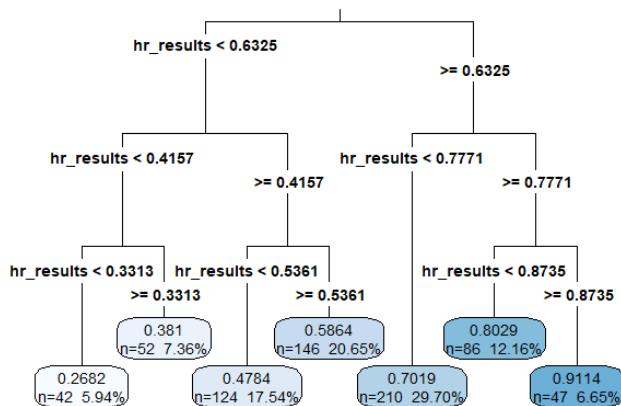 hr_results < 0.6325
>= 0.6325
hr_results < 0.4157
>= 0.4157
hr_results < 0.7771
>= 0.7771
hr_results < 0.3313
>= 0.3313
hr_results < 0.5361
>= 0.5361
hr_results < 0.8735
>= 0.8735
0.381
n=52 7.36%
0.5864
n=146 20.65%
0.8029
n=86 12.16%
0.2682
n=42 5.94%
0.4784
n=124 17.54%
0.7019
n=210 29.70%
0.9114
n=47 6.65%